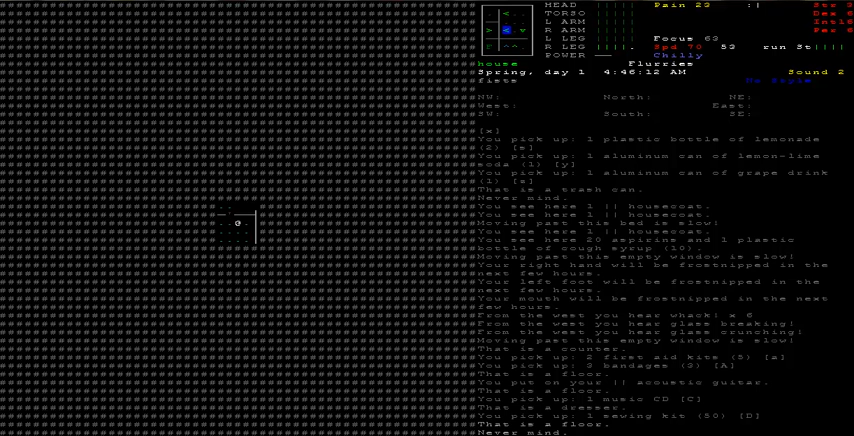 HEAD Pain 23 :| Str
TORSO Dex 6
L ARM Int
R ARM Per 6
L LEG Focus 63
R LEG Spd 70 53 run St
POWER Chilly
house Flurries
Spring, day 1 4:46:12 AM Sound 2
fists No Style
NW: North: NE:
West: East:
SW: South: SE:
[x]
You pick up: 1 plastic bottle of lemonade
(2) [s]
You pick up: 1 aluminum can of lemon-lime
soda (1) [y]
You pick up: 1 aluminum can of grape drink
(1) [z]
That is a trash can.
Never mind.
You see here 1 || housecoat.
You see here 1 || housecoat.
Moving past this bed is slow!
You see here 1 || housecoat.
You see here 20 aspirins and 1 plastic
bottle of cough syrup (10).
Moving past this empty window is slow!
Your right hand will be frostnipped in the
next few hours.
Your left foot will be frostnipped in the
next few hours.
Your mouth will be frostnipped in the next
few hours.
From the west you hear whack! x 6
From the west you hear glass breaking!
From the west you hear glass crunching!
Moving past this empty window is slow!
That is a counter.
You pick up: 2 first aid kits (5) [z]
You pick up: 3 bandages (3) [A]
That is a floor.
You put on your || acoustic guitar.
That is a floor.
You pick up: 1 music CD [C]
That is a dresser.
You pick up: 1 sewing kit (50) [D]
That is a floor.
Never mind.